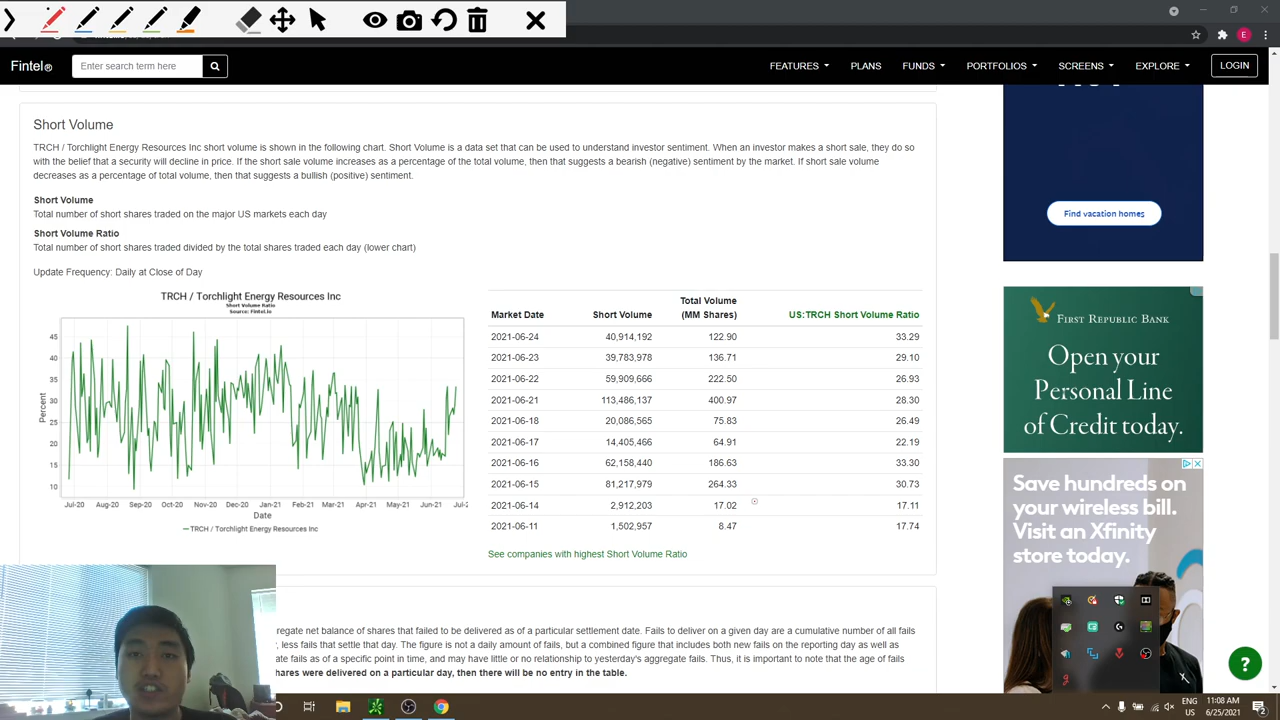 Fintel®
Enter search term here
FEATURES
PLANS
FUNDS
PORTFOLIOS
SCREENS
EXPLORE
LOGIN
Short Volume
TRCH / Torchlight Energy Resources Inc short volume is shown in the following chart. Short Volume is a data set that can be used to understand investor sentiment. When an investor makes a short sale, they do so
with the belief that a security will decline in price. If the short sale volume increases as a percentage of the total volume, then that suggests a bearish (negative) sentiment by the market. If short sale volume
decreases as a percentage of total volume, then that suggests a bullish (positive) sentiment.
Short Volume
Total number of short shares traded on the major US markets each day
Short Volume Ratio
Total number of short shares traded divided by the total shares traded each day (lower chart)
Update Frequency: Daily at Close of Day
TRCH / Torchlight Energy Resources Inc
Short Volume Ratio
Source: Fintel.io
45
40
35
30
25
20
15
10
Percent
Jul-20 Aug-20 Sep-20 Oct-20 Nov-20 Dec-20 Jan-21 Feb-21 Mar-21 Apr-21 May-21 Jun-21 Jul-2
Date
TRCH / Torchlight Energy Resources Inc
Market Date Short Volume Total Volume (MM Shares) US:TRCH Short Volume Ratio
2021-06-24 40,914,192 122.90 33.29
2021-06-23 39,783,978 136.71 29.10
2021-06-22 59,909,666 222.50 26.93
2021-06-21 113,486,137 400.97 28.30
2021-06-18 20,086,565 75.83 26.49
2021-06-17 14,405,466 64.91 22.19
2021-06-16 62,158,440 186.63 33.30
2021-06-15 81,217,979 264.33 30.73
2021-06-14 2,912,203 17.02 17.11
2021-06-11 1,502,957 8.47 17.74
See companies with highest Short Volume Ratio
regate net balance of shares that failed to be delivered as of a particular settlement date. Fails to deliver on a given day are a cumulative number of all fails
, less fails that settle that day. The figure is not a daily amount of fails, but a combined figure that includes both new fails on the reporting day as well as
ate fails as of a specific point in time, and may have little or no relationship to yesterday's aggregate fails. Thus, it is important to note that the age of fails
hares were delivered on a particular day, then there will be no entry in the table.
Find vacation homes
FIRST REPUBLIC BANK
Open your
Personal Line
of Credit today.
Save hundreds on
your wireless bill.
Visit an Xfinity
store today.
?
E
ENG
US
11:08 AM
6/25/2021
2